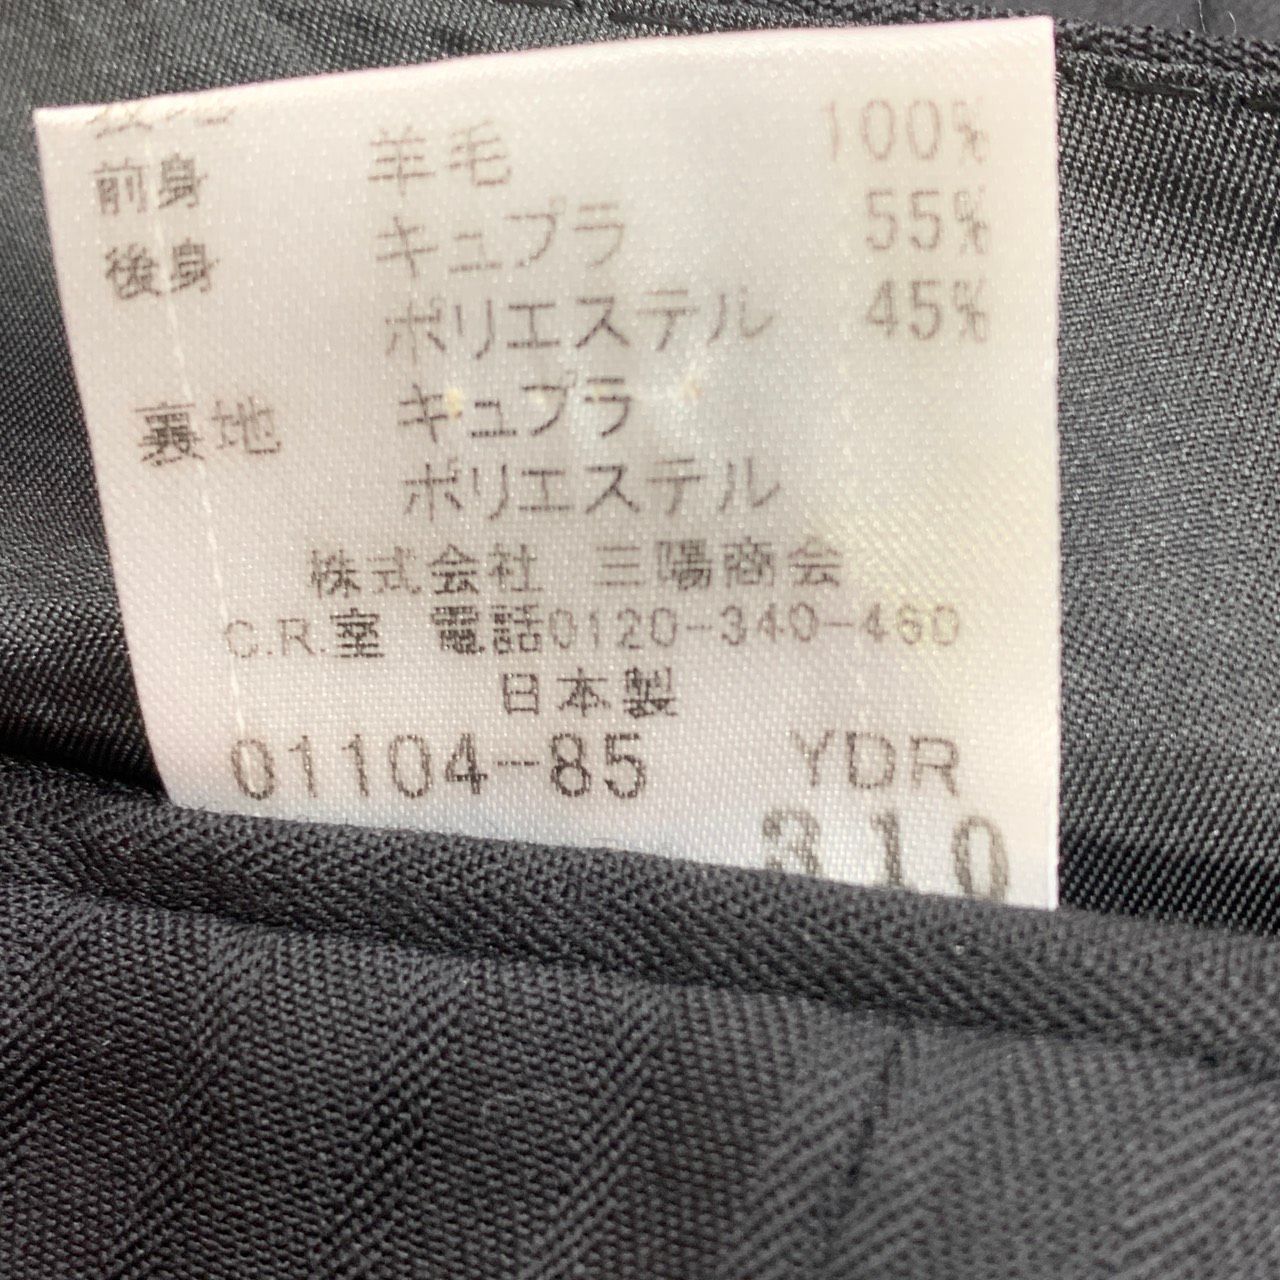 前身 羊毛 100%
後身 キュプラ 55%
ポリエステル 45%
裏地 キュプラ
ポリエステル
株式会社 三陽商会
C.R.室 電話0120-340-460
日本製
01104-85 YDR
310